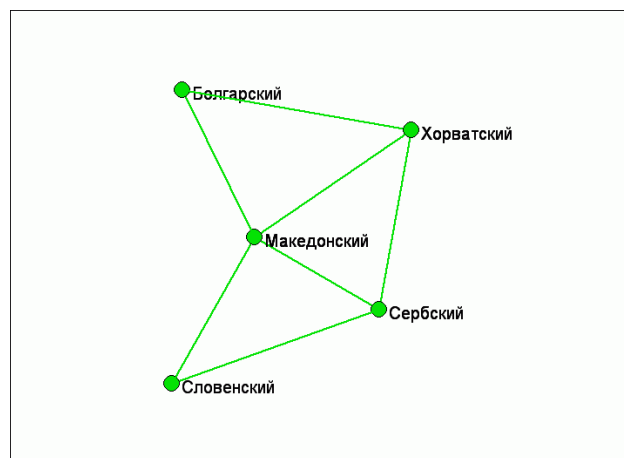 Болгарский
Хорватский
Македонский
Сербский
Словенский